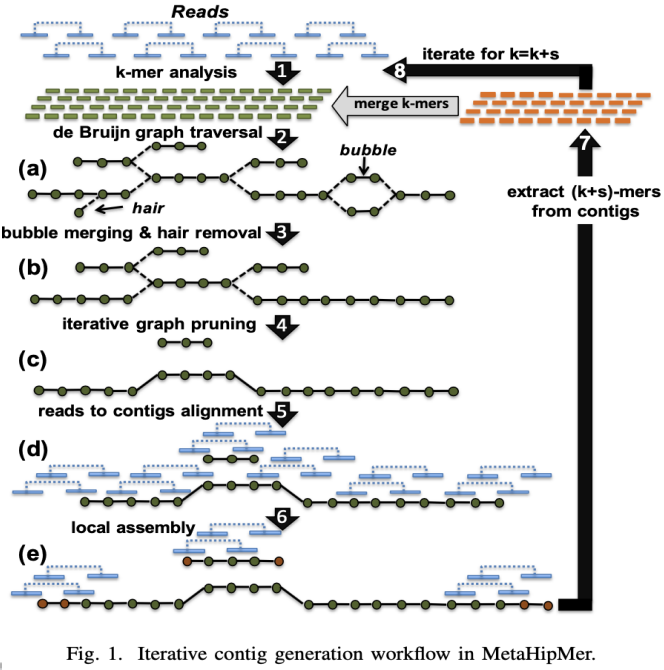 Reads
k-mer analysis
1
8
iterate for k=k+s
merge k-mers
de Bruijn graph traversal
2
7
(a)
bubble
hair
extract (k+s)-mers
from contigs
bubble merging & hair removal
3
(b)
iterative graph pruning
4
(c)
reads to contigs alignment
5
(d)
6
local assembly
(e)
Fig. 1. Iterative contig generation workflow in MetaHipMer.